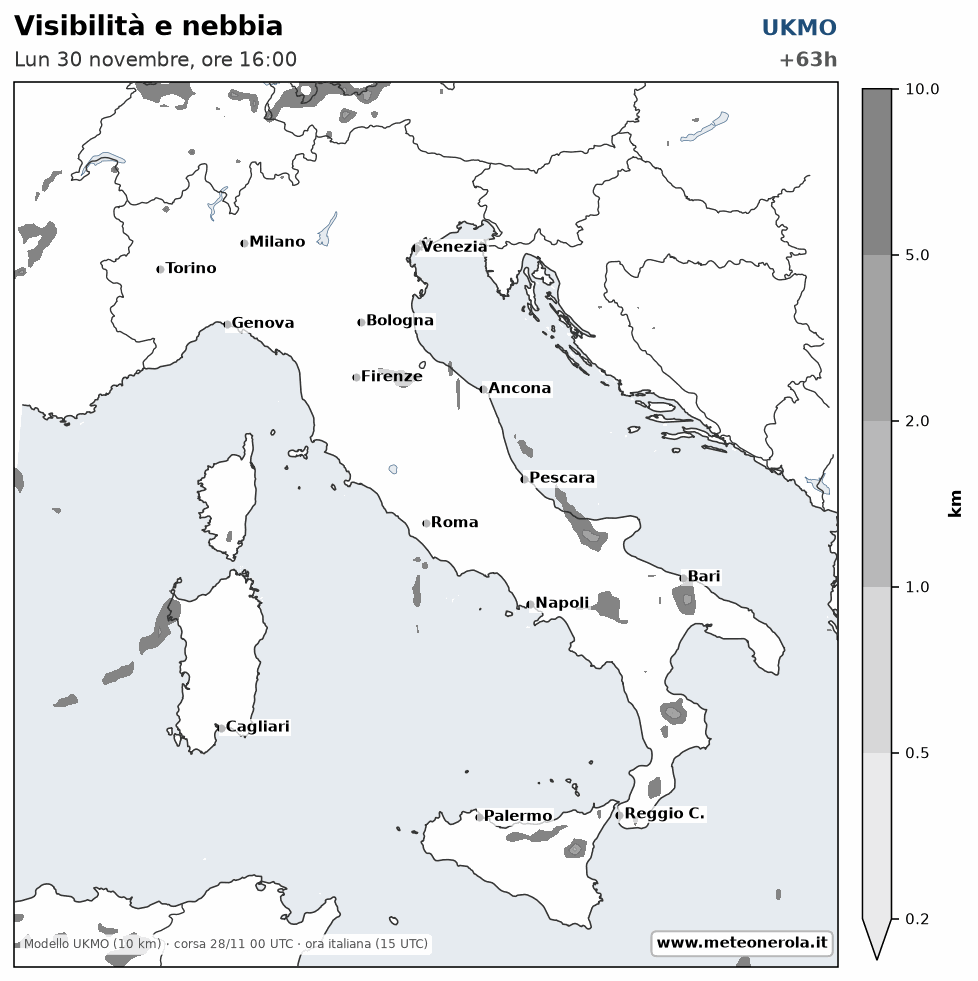 Visibilità e nebbia
UKMO
Lun 30 novembre, ore 16:00
+63h
10.0
5.0
2.0
1.0
0.5
0.2
km
Milano
Venezia
Torino
Genova
Bologna
Firenze
Ancona
Pescara
Roma
Bari
Napoli
Cagliari
Palermo
Reggio C.
Modello UKMO (10 km) · corsa 28/11 00 UTC · ora italiana (15 UTC)
www.meteonerola.it